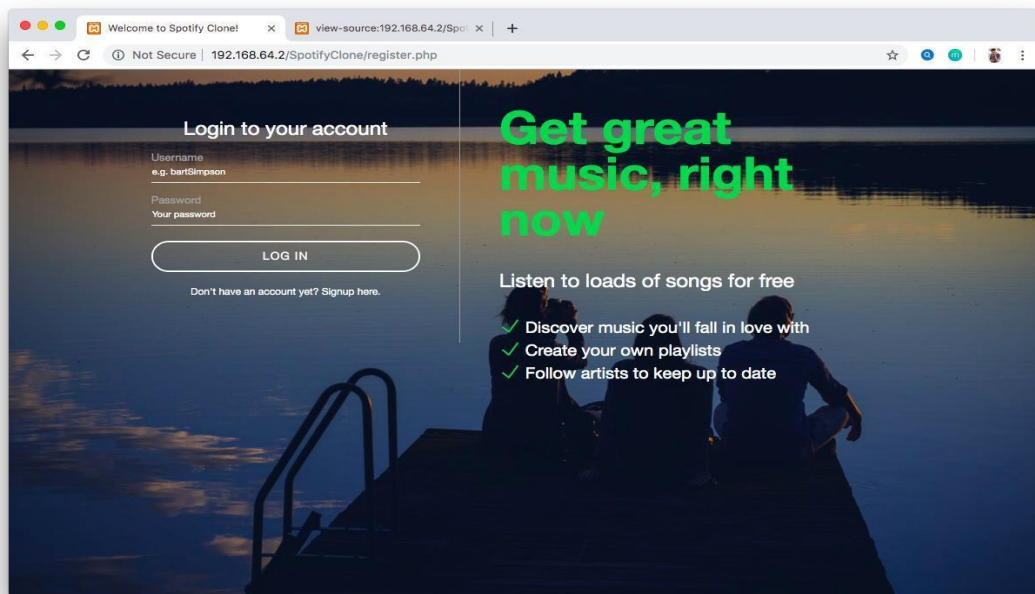 Welcome to Spotify Clone!
view-source:192.168.64.2/Spot
Not Secure | 192.168.64.2/SpotifyClone/register.php
Login to your account
Username
e.g. bartSimpson
Password
Your password
LOG IN
Don't have an account yet? Signup here.
Get great
music, right
now
Listen to loads of songs for free
Discover music you'll fall in love with
Create your own playlists
Follow artists to keep up to date